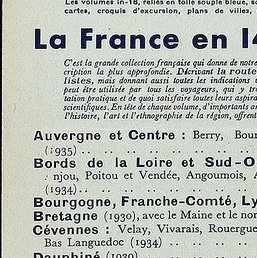 Les volumes in-16, reliés en toile souple bleue,
cartes, croquis d'excursion, plans de villes,
La France en
C'est la grande collection française qui donne de notre
cription la plus approfondie. Décrivant la route
listes, mais donnant aussi toutes les indications u
peut être utilisée par tous les voyageurs, qui y tr
tation pratique et de quoi satisfaire toutes leurs aspira
scientifiques. En tête de chaque volume, d'importants a
l'histoire, l'art et l'ethnographie de la région, offrent
Auvergne et Centre : Berry, Bour
(1935) .. .. .. .. .. .. ..
Bords de la Loire et Sud-O
njou, Poitou et Vendée, Angoumois, A
(1934) .. .. .. .. .. .. ..
Bourgogne, Franche-Comté, Ly
Bretagne (1930), avec le Maine et le nor
Cévennes : Velay, Vivarais, Rouergue
Bas Languedoc (1934) .. .. ..
Dauphiné (1930) .. .. .. ..